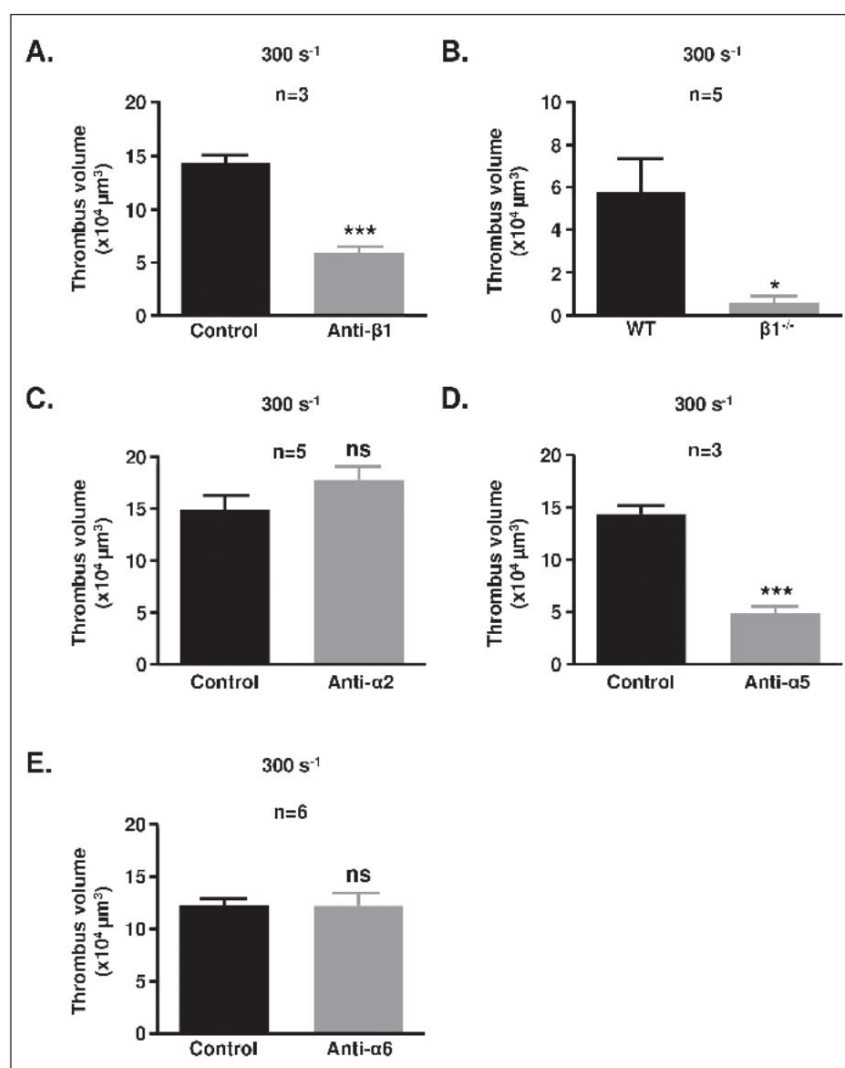 A.
300 s⁻¹
n=3
Thrombus volume
(x10⁴ µm³)
20
15
10
5
0
***
Control
Anti-β1
B.
300 s⁻¹
n=5
Thrombus volume
(x10⁴ µm³)
10
8
6
4
2
0
*
WT
β1⁻/⁻
C.
300 s⁻¹
n=5
ns
Thrombus volume
(x10⁴ µm³)
20
15
10
5
0
Control
Anti-α2
D.
300 s⁻¹
n=3
Thrombus volume
(x10⁴ µm³)
20
15
10
5
0
***
Control
Anti-α5
E.
300 s⁻¹
n=6
Thrombus volume
(x10⁴ µm³)
20
15
10
5
0
ns
Control
Anti-α6